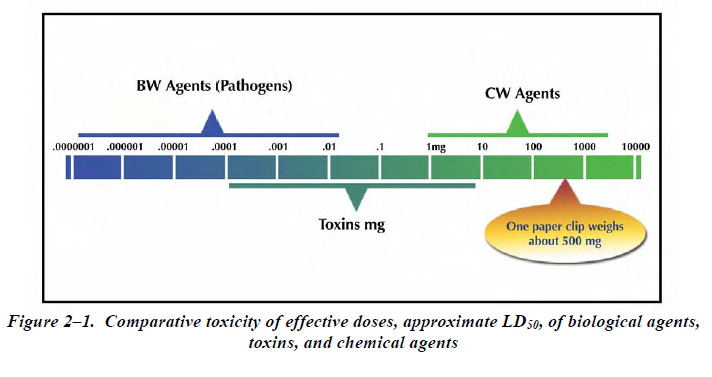 BW Agents (Pathogens)
CW Agents
.0000001 .000001 .00001 .0001 .001 .01 .1 1mg 10 100 1000 10000
Toxins mg
One paper clip weighs
about 500 mg
Figure 2–1. Comparative toxicity of effective doses, approximate LD50, of biological agents,
toxins, and chemical agents